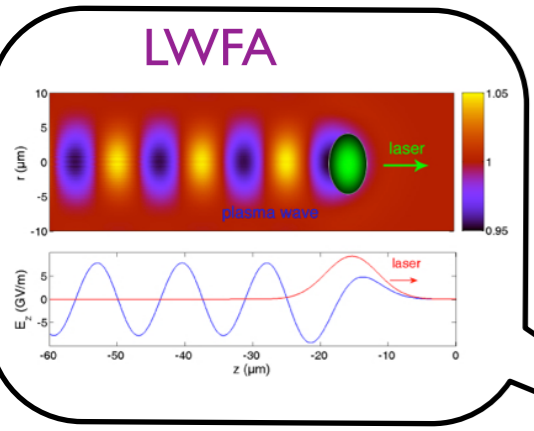 LWFA
10
5
0
-5
-10
r (μm)
laser
plasma wave
1.05
1
0.95
5
0
-5
E_z (GV/m)
laser
-60
-50
-40
-30
-20
-10
0
z (μm)